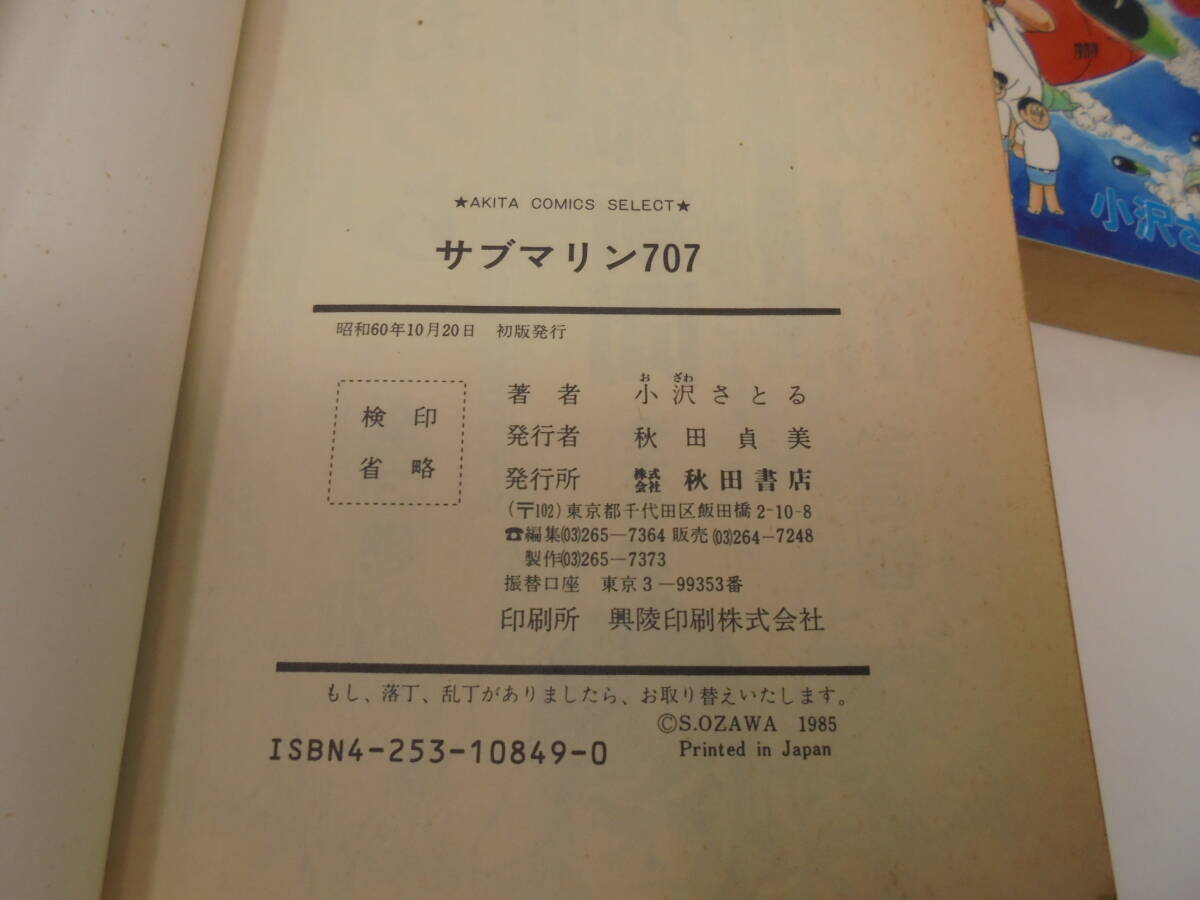 ★AKITA COMICS SELECT★
サブマリン707
昭和60年10月20日 初版発行
検印
省略
お ざわ
著者 小沢さとる
発行者 秋田貞美
発行所 株式会社 秋田書店
(〒102)東京都千代田区飯田橋2-10-8
☎編集(03)265―7364 販売(03)264―7248
製作(03)265―7373
振替口座 東京3―99353番
印刷所 興陵印刷株式会社
もし、落丁、乱丁がありましたら、お取り替えいたします。
©S.OZAWA 1985
Printed in Japan
ISBN4-253-10849-0
小沢さ